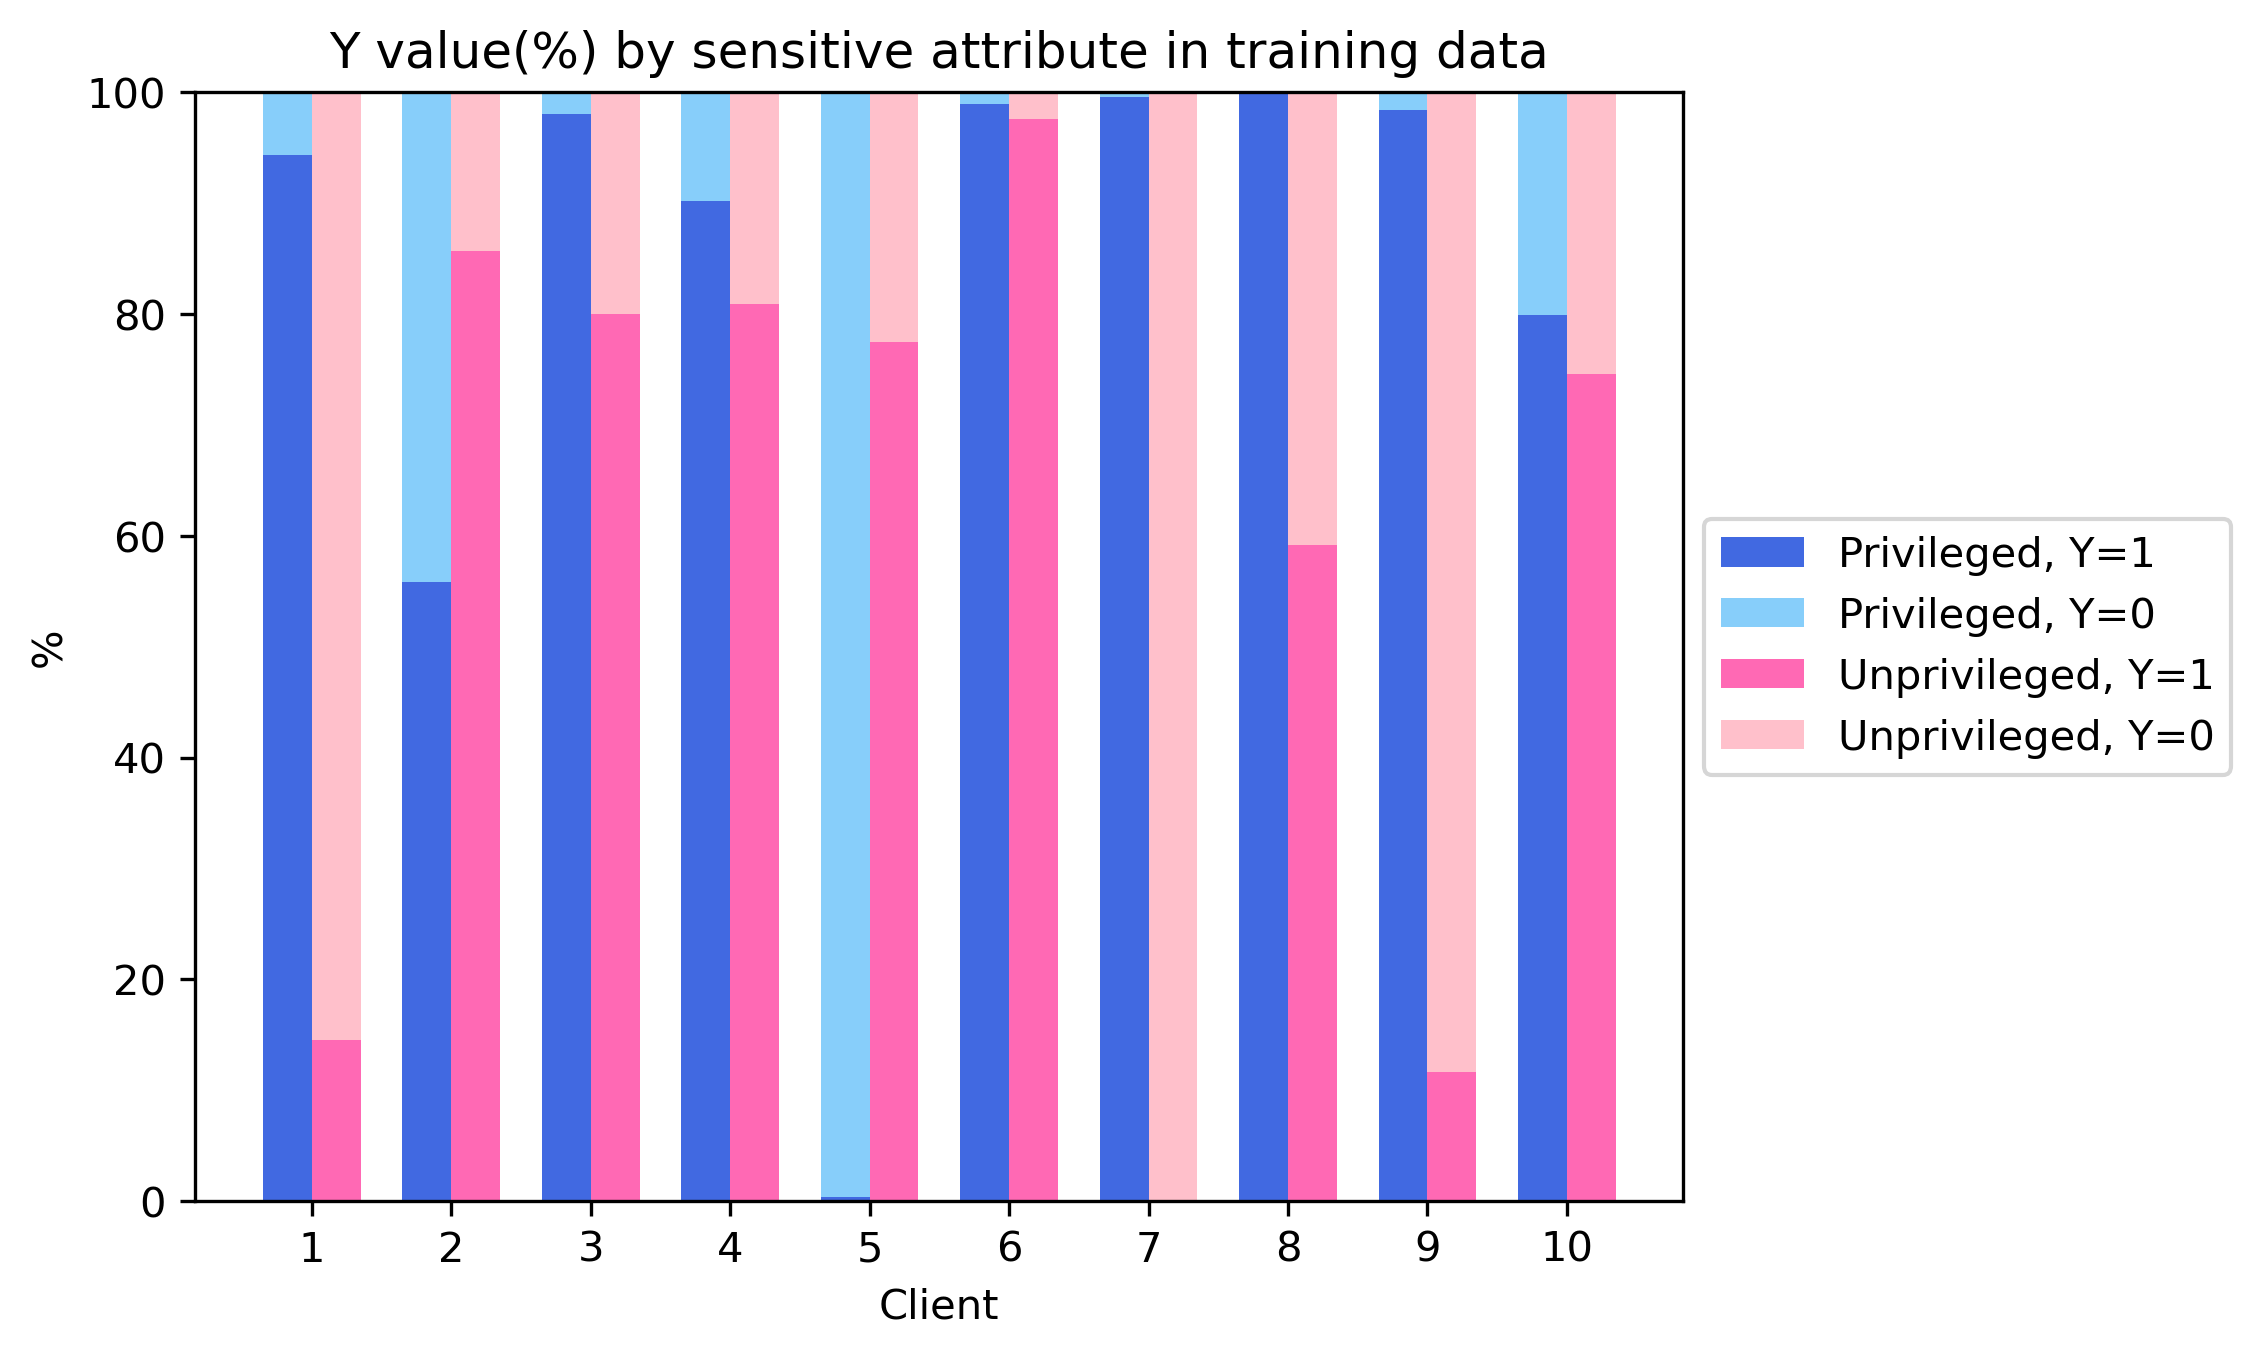 Y value(%) by sensitive attribute in training data
100
80
60
40
20
0
%
1 2 3 4 5 6 7 8 9 10
Client
Privileged, Y=1
Privileged, Y=0
Unprivileged, Y=1
Unprivileged, Y=0